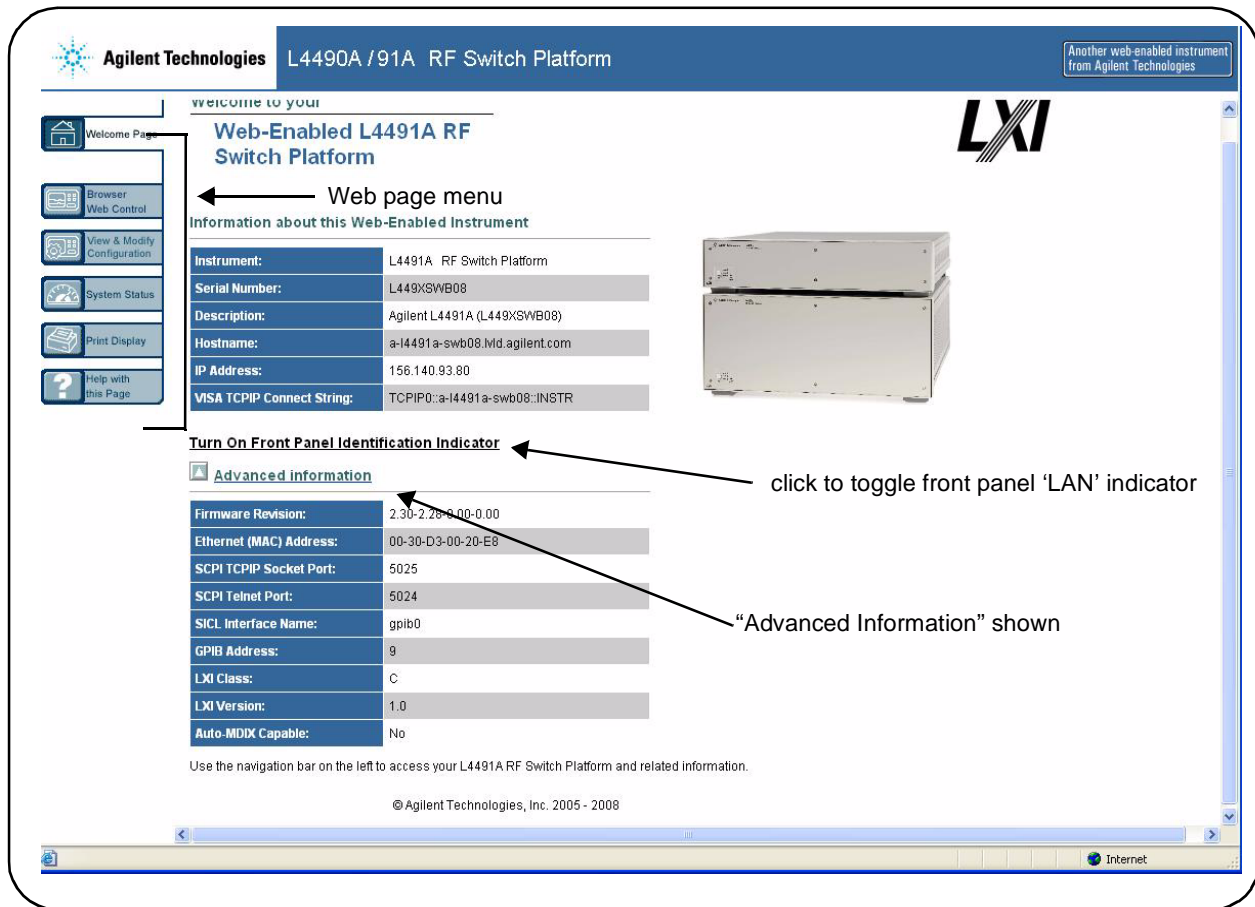 Agilent Technologies
L4490A / 91A RF Switch Platform
Another web-enabled instrument
from Agilent Technologies
Welcome to your
Web-Enabled L4491A RF
Switch Platform
LXI
Welcome Page
Browser
Web Control
View & Modify
Configuration
System Status
Print Display
Help with
this Page
Web page menu
Information about this Web-Enabled Instrument
Instrument: L4491A RF Switch Platform
Serial Number: L449XSWB08
Description: Agilent L4491A (L449XSWB08)
Hostname: a-l4491a-swb08.lvld.agilent.com
IP Address: 156.140.93.80
VISA TCPIP Connect String: TCPIP0::a-l4491a-swb08::INSTR
Turn On Front Panel Identification Indicator
click to toggle front panel ‘LAN’ indicator
Advanced information
Firmware Revision: 2.30-2.28-0.00-0.00
Ethernet (MAC) Address: 00-30-D3-00-20-E8
SCPI TCPIP Socket Port: 5025
SCPI Telnet Port: 5024
SICL Interface Name: gpib0
GPIB Address: 9
LXI Class: C
LXI Version: 1.0
Auto-MDIX Capable: No
“Advanced Information” shown
Use the navigation bar on the left to access your L4491A RF Switch Platform and related information.
© Agilent Technologies, Inc. 2005 - 2008
Internet